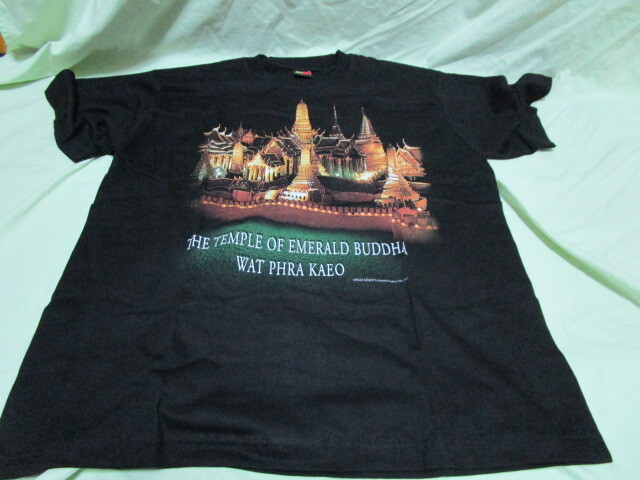 THE TEMPLE OF EMERALD BUDDHA
WAT PHRA KAEO